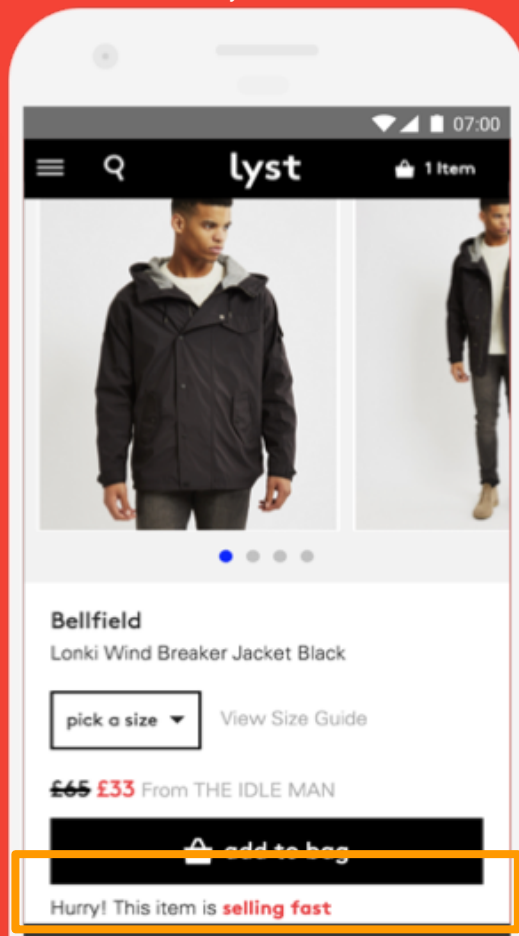 07:00
lyst
1 Item
Bellfield
Lonki Wind Breaker Jacket Black
pick a size
View Size Guide
£65 £33 From THE IDLE MAN
add to bag
Hurry! This item is selling fast